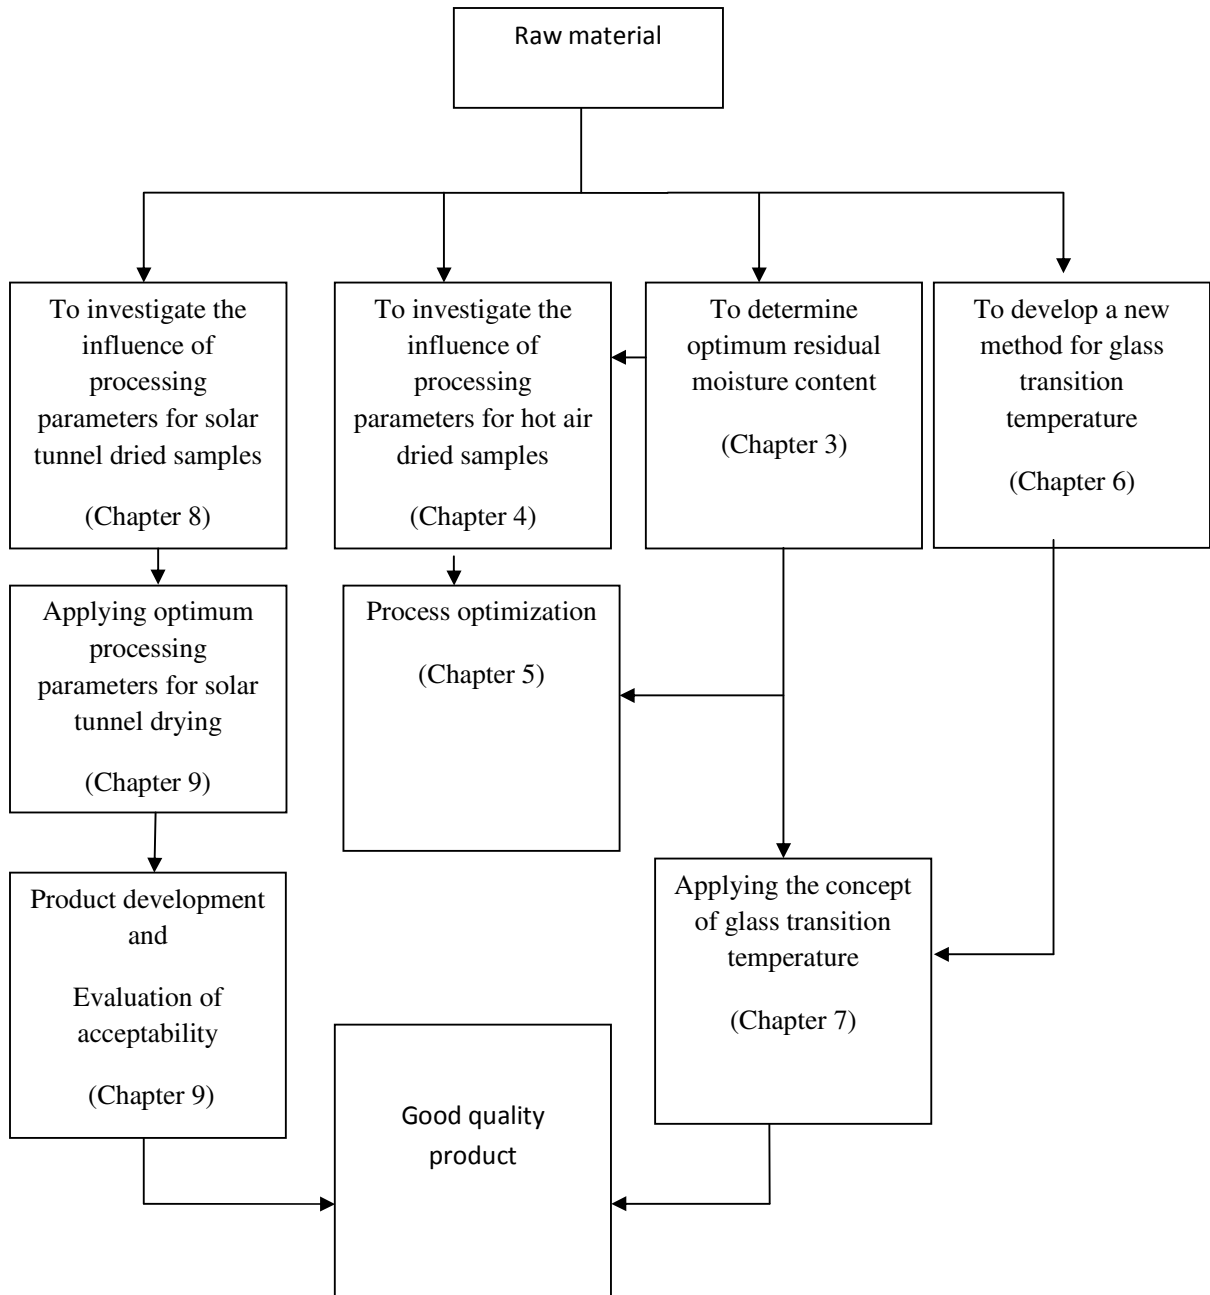 Raw material
To investigate the
influence of
processing
parameters for solar
tunnel dried samples
(Chapter 8)
To investigate the
influence of
processing
parameters for hot air
dried samples
(Chapter 4)
To determine
optimum residual
moisture content
(Chapter 3)
To develop a new
method for glass
transition
temperature
(Chapter 6)
Applying optimum
processing
parameters for solar
tunnel drying
(Chapter 9)
Process optimization
(Chapter 5)
Product development
and
Evaluation of
acceptability
(Chapter 9)
Applying the concept
of glass transition
temperature
(Chapter 7)
Good quality
product